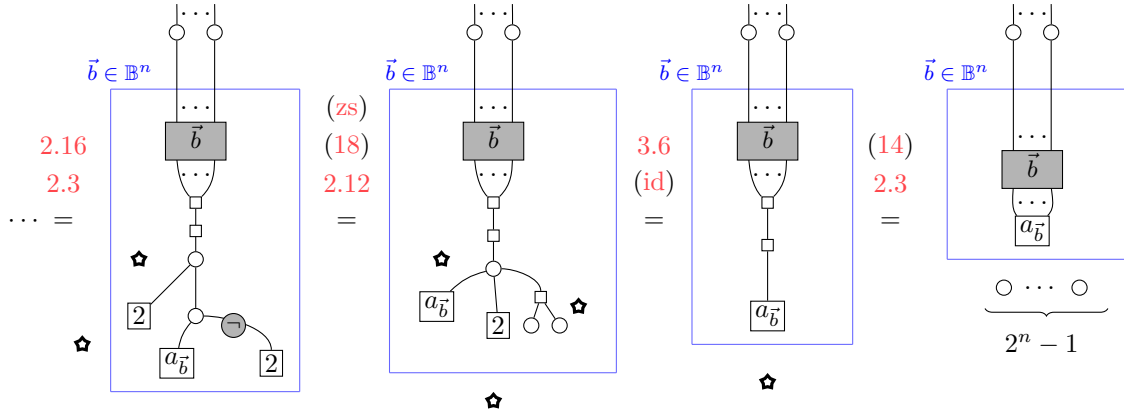 ... ... ... ...
b⃗ ∈ 𝔹ⁿ b⃗ ∈ 𝔹ⁿ b⃗ ∈ 𝔹ⁿ b⃗ ∈ 𝔹ⁿ
... (zs) ... ...
2.16 b⃗ (18) b⃗ 3.6 b⃗ (14) ... b⃗
2.3 ... 2.12 ... (id) ... 2.3 ...
... = = = = a_b⃗
... 
2 a_b⃗ 2 a_b⃗
¬
a_b⃗ 2 2ⁿ − 1